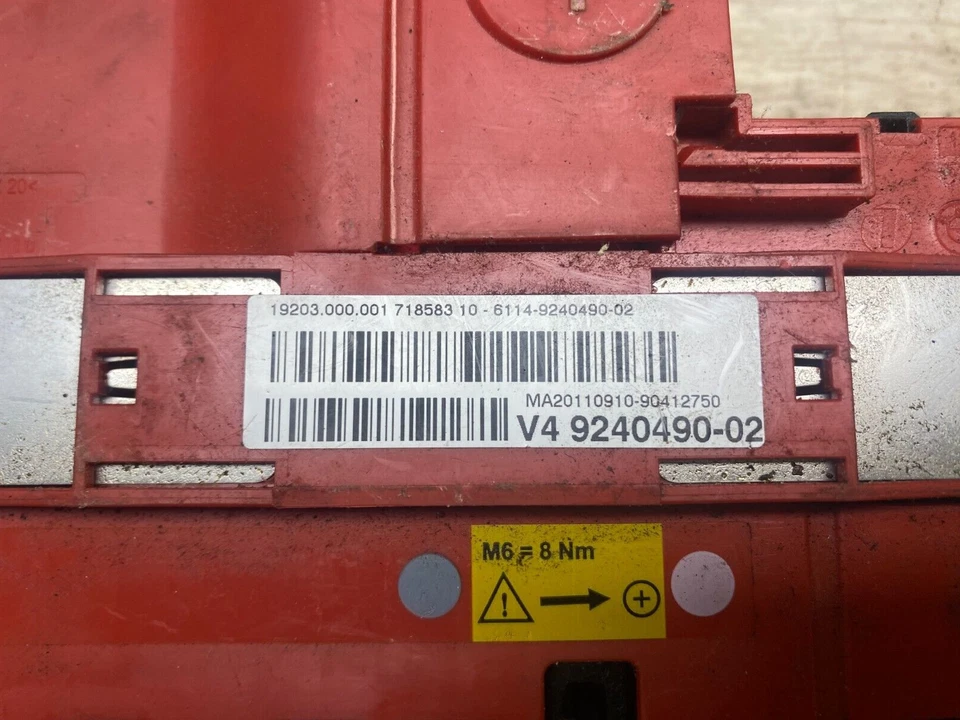 19203.000.001 718583 10 - 6114-9240490-02
MA20110910-90412750
V4 9240490-02
M6 = 8 Nm